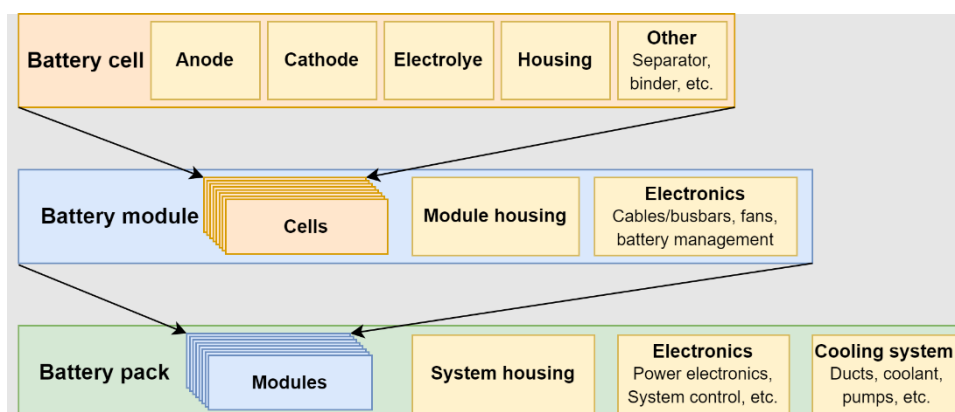 Battery cell
Anode
Cathode
Electrolye
Housing
Other
Separator,
binder, etc.
Battery module
Cells
Module housing
Electronics
Cables/busbars, fans,
battery management
Battery pack
Modules
System housing
Electronics
Power electronics,
System control, etc.
Cooling system
Ducts, coolant,
pumps, etc.